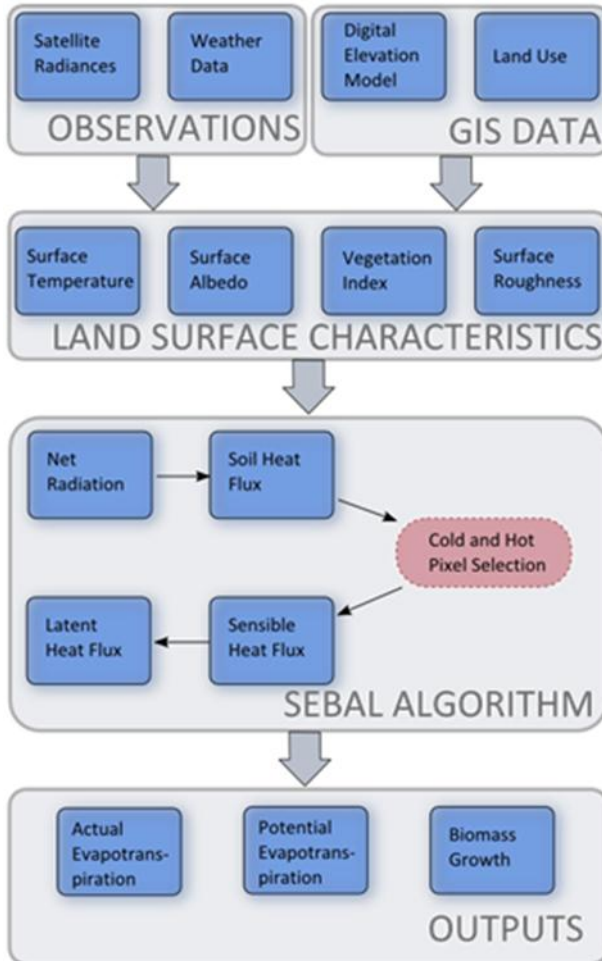 Satellite
Radiances
Weather
Data
OBSERVATIONS
Digital
Elevation
Model
Land Use
GIS DATA
Surface
Temperature
Surface
Albedo
Vegetation
Index
Surface
Roughness
LAND SURFACE CHARACTERISTICS
Net
Radiation
Soil Heat
Flux
Cold and Hot
Pixel Selection
Sensible
Heat Flux
Latent
Heat Flux
SEBAL ALGORITHM
Actual
Evapotrans-
piration
Potential
Evapotrans-
piration
Biomass
Growth
OUTPUTS